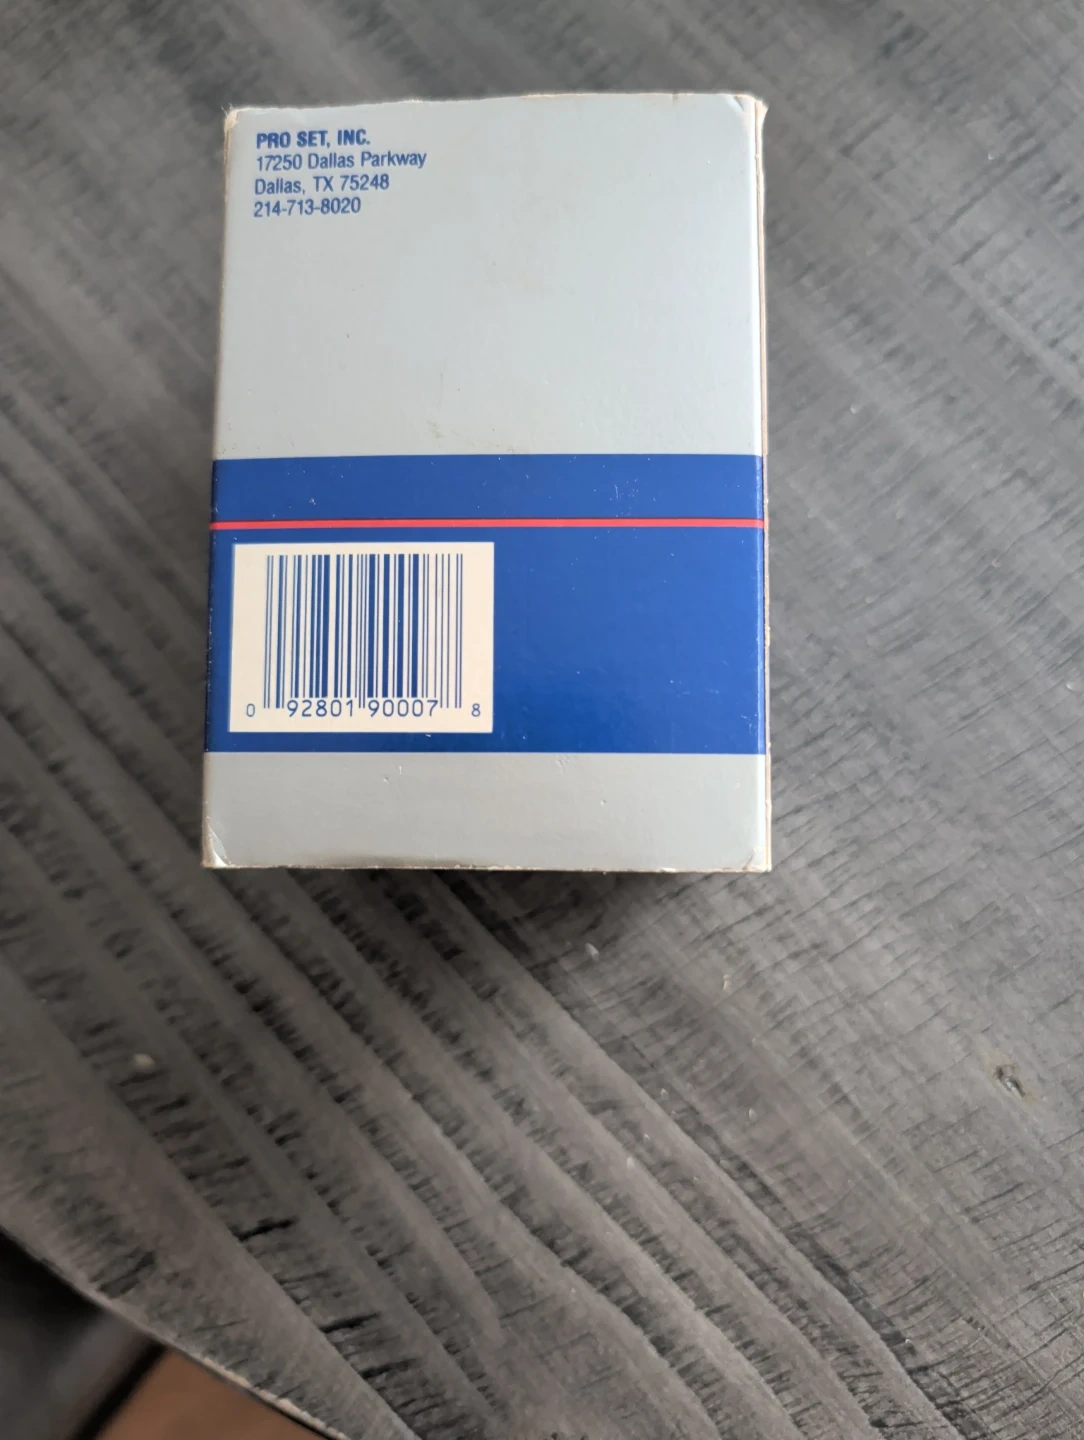 PRO SET, INC.
17250 Dallas Parkway
Dallas, TX 75248
214-713-8020
0 92801 90007 8